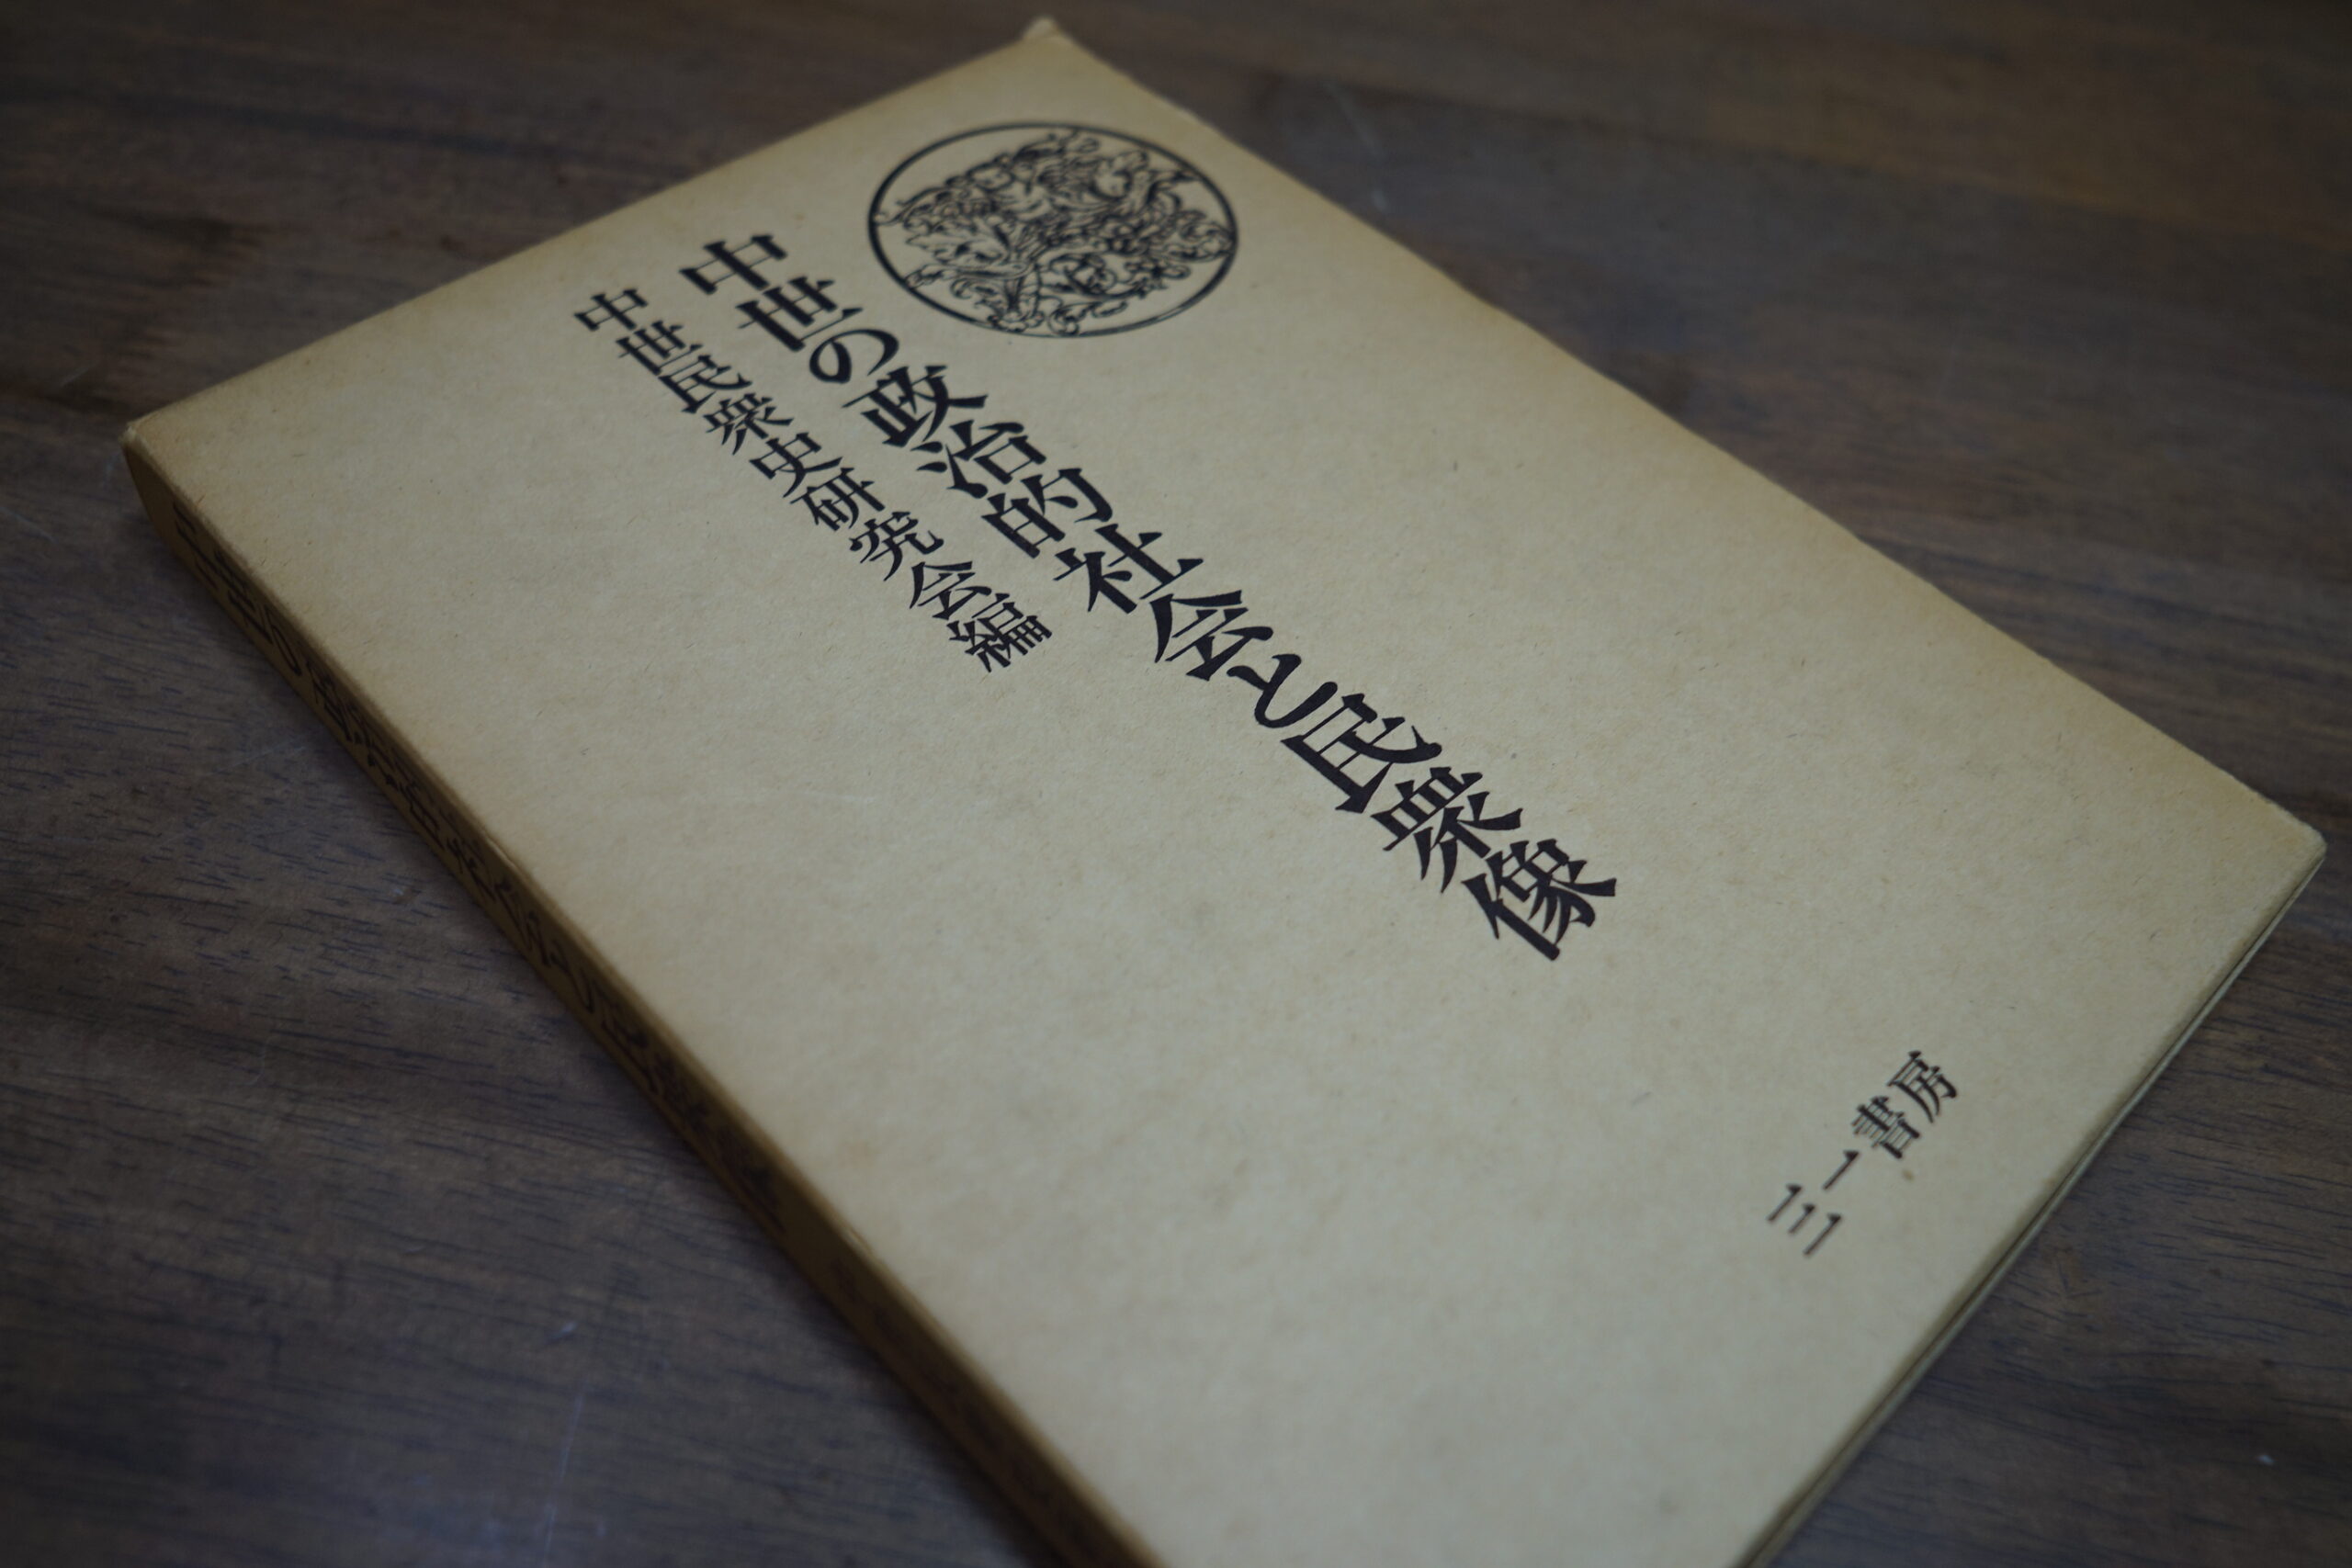 中世の政治的社会と民衆像
中世民衆史研究会編
三一書房